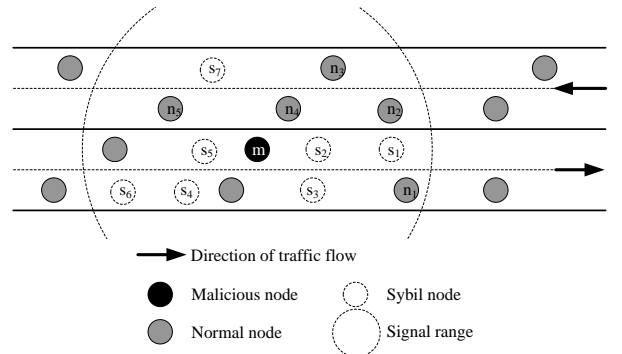 s7 n3
n5 n4 n2
s5 m s2 s1
s6 s4 s3 n1
Direction of traffic flow
Malicious node Sybil node
Normal node Signal range